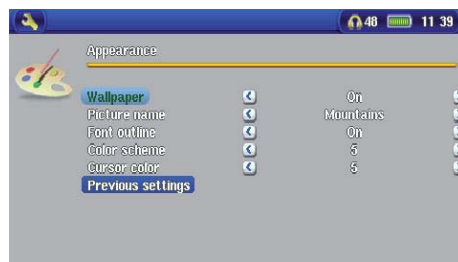 48 11 39
Appearance
Wallpaper On
Picture name Mountains
Font outline On
Color scheme 5
Cursor color 5
Previous settings